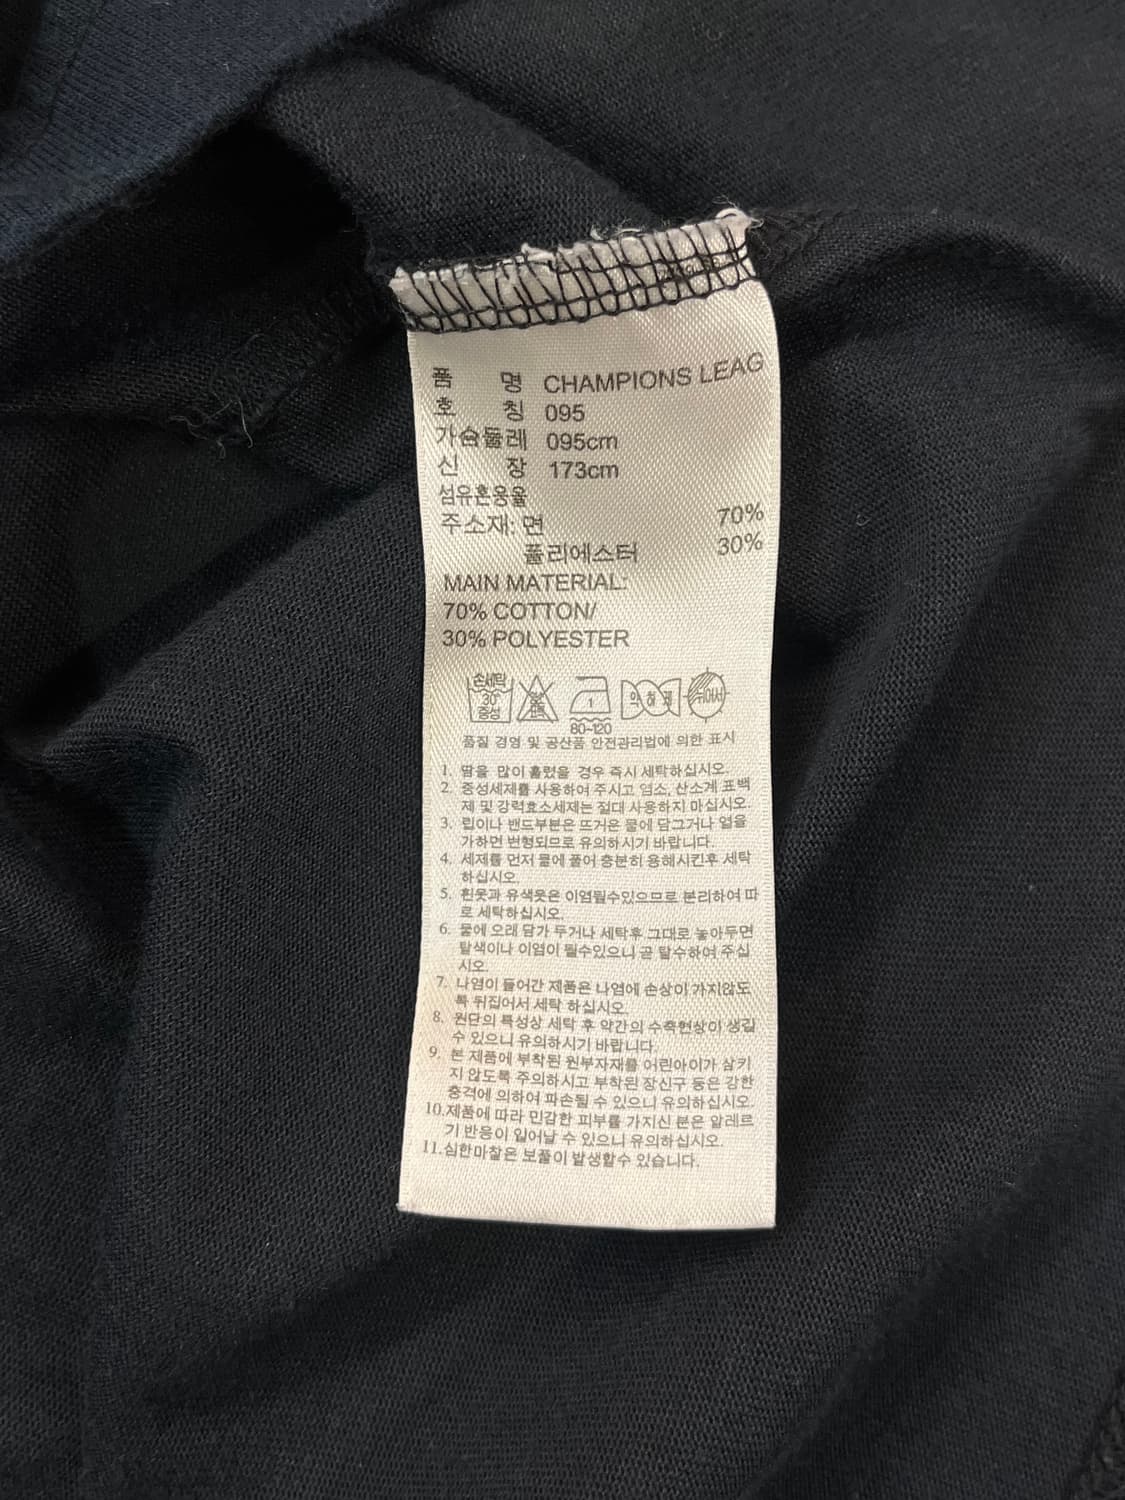 품 명 CHAMPIONS LEAG
호 칭 095
가슴둘레 095cm
신 장 173cm
섬유혼용율
주소재: 면 70%
폴리에스터 30%
MAIN MATERIAL:
70% COTTON/
30% POLYESTER
손세탁
30
중성
1
80-120
약 하 게
뉘어서
품질 경영 및 공산품 안전관리법에 의한 표시
1. 땀을 많이 흘렸을 경우 즉시 세탁하십시오.
2. 중성세제를 사용하여 주시고 염소, 산소계 표백
제 및 강력효소세제는 절대 사용하지 마십시오.
3. 립이나 밴드부분은 뜨거운 물에 담그거나 열을
가하면 변형되므로 유의하시기 바랍니다.
4. 세제를 먼저 물에 풀어 충분히 용해시킨후 세탁
하십시오.
5. 흰옷과 유색옷은 이염될수있으므로 분리하여 따
로 세탁하십시오.
6. 물에 오래 담가 두거나 세탁후 그대로 놓아두면
탈색이나 이염이 될수있으니 곧 탈수하여 주십
시오.
7. 나염이 들어간 제품은 나염에 손상이 가지않도
록 뒤집어서 세탁 하십시오.
8. 원단의 특성상 세탁 후 약간의 수축현상이 생길
수 있으니 유의하시기 바랍니다.
9. 본 제품에 부착된 원부자재를 어린아이가 삼키
지 않도록 주의하시고 부착된 장신구 등은 강한
충격에 의하여 파손될 수 있으니 유의하십시오.
10.제품에 따라 민감한 피부를 가지신 분은 알레르
기 반응이 일어날 수 있으니 유의하십시오.
11.심한마찰은 보풀이 발생할수 있습니다.